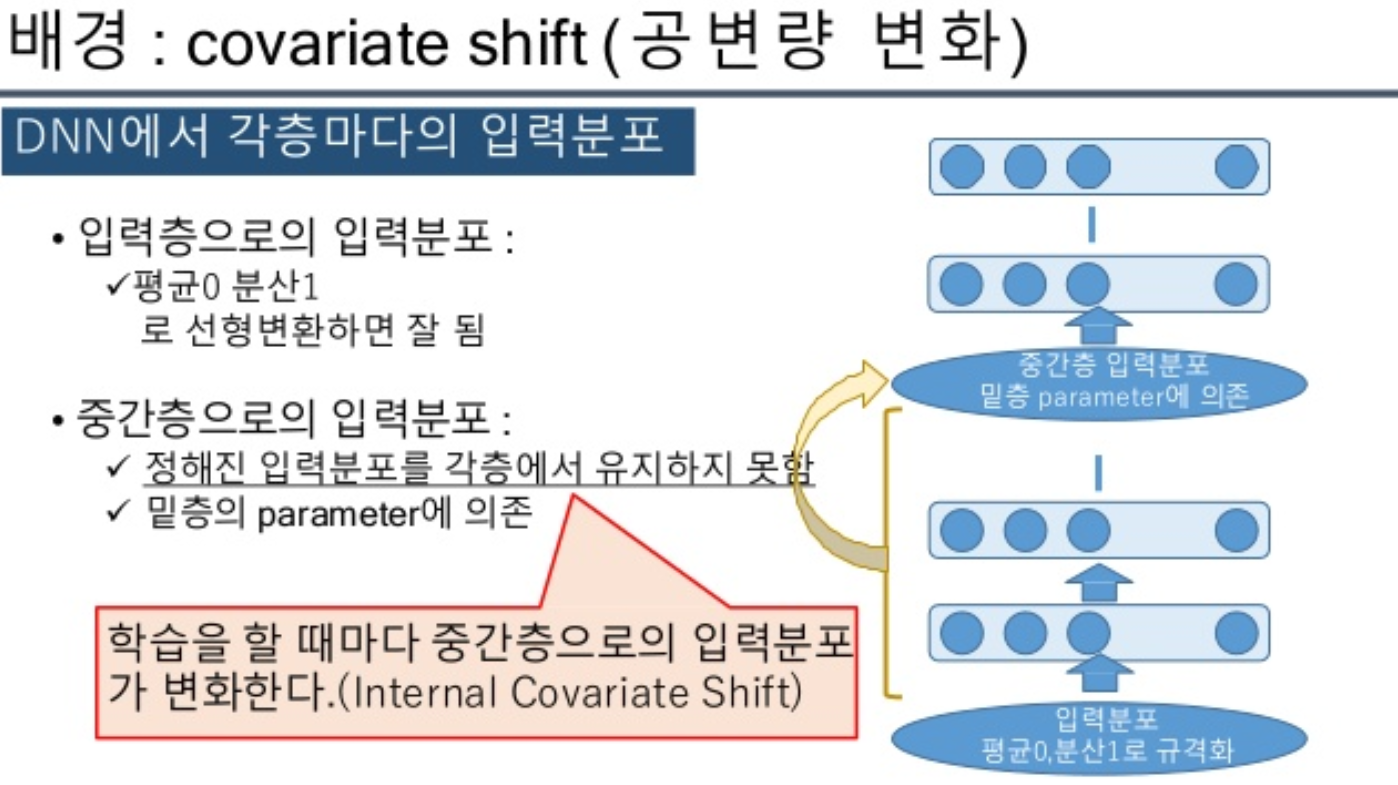 배경 : covariate shift (공변량 변화)
DNN에서 각층마다의 입력분포
• 입력층으로의 입력분포 :
✓평균0 분산1
로 선형변환하면 잘 됨
• 중간층으로의 입력분포 :
✓ 정해진 입력분포를 각층에서 유지하지 못함
✓ 밑층의 parameter에 의존
학습을 할 때마다 중간층으로의 입력분포
가 변화한다.(Internal Covariate Shift)
중간층 입력분포
밑층 parameter에 의존
입력분포
평균0,분산1로 규격화